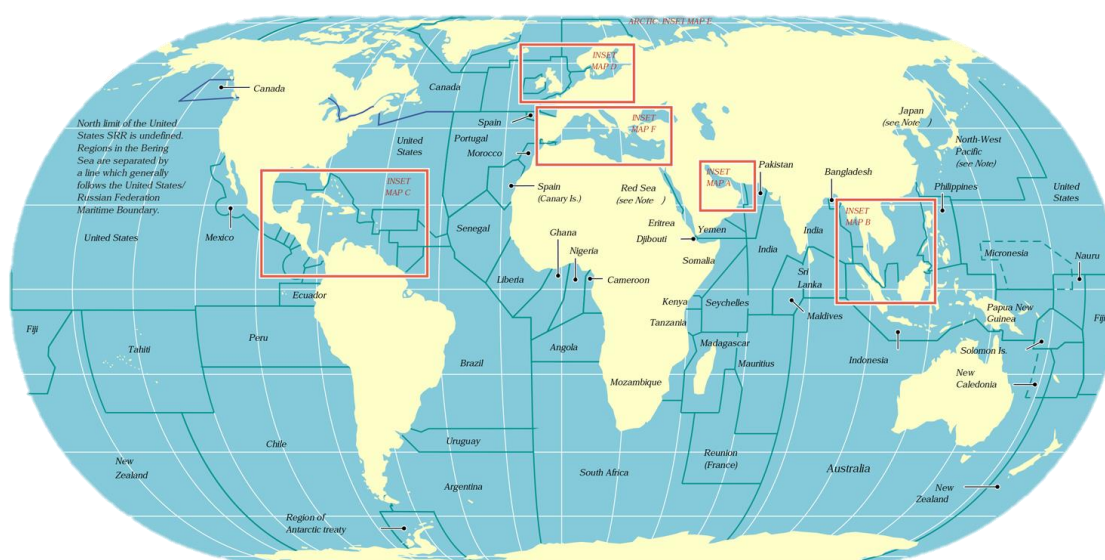 ARCTIC: INSET MAP E
INSET
MAP D
Canada
Canada
Spain
INSET
MAP F
Japan
(see Note )
North limit of the United
States SRR is undefined.
Regions in the Bering
Sea are separated by
a line which generally
follows the United States/
Russian Federation
Maritime Boundary.
United
States
Portugal
Morocco
North-West
Pacific
(see Note)
INSET
MAP C
Spain
(Canary Is.)
Red Sea
(see Note )
INSET
MAP A
Pakistan
Bangladesh
Philippines
United
States
INSET
MAP B
United States
Mexico
Senegal
Ghana
Nigeria
Eritrea
Djibouti
Yemen
Somalia
India
India
Micronesia
Nauru
Ecuador
Liberia
Cameroon
Kenya
Seychelles
Sri
Lanka
Maldives
Papua New
Guinea
Fiji
Fiji
Tahiti
Peru
Brazil
Angola
Tanzania
Madagascar
Mauritius
Indonesia
Solomon Is.
New
Caledonia
Mozambique
Chile
Uruguay
New
Zealand
Argentina
South Africa
Reunion
(France)
Australia
New
Zealand
Region of
Antarctic treaty